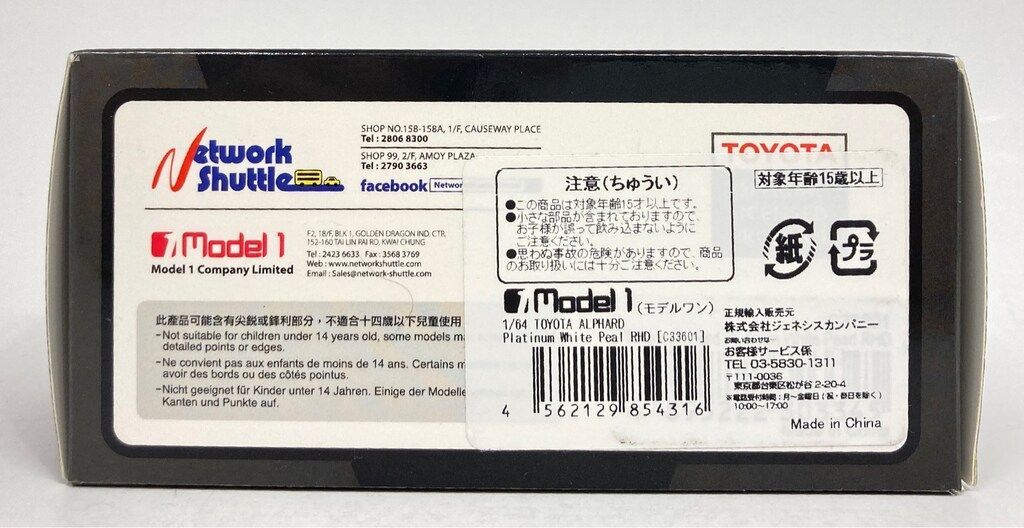 Network
Shuttle
SHOP NO.15B-158A, 1/F, CAUSEWAY PLACE
Tel : 2806 8300
SHOP 99, 2/F, AMOY PLAZA
Tel : 2790 3663
facebook
Model 1
Model 1 Company Limited
F2, 18/F, BLK 1, GOLDEN DRAGON IND. CTR,
152-160 TAI LIN PAI RD, KWAI CHUNG
Tel : 2423 6633 Fax : 3568 3769
Web : www.networkshuttle.com
Email : Sales@network-shuttle.com
此產品可能含有尖銳或鋒利部分，不適合十四歲以下兒童使用
–Not suitable for children under 14 years old, some models
detailed points or edges.
–Ne convient pas aux enfants de moins de 14 ans. Certains
avoir des bords ou des côtés pointus.
–Nicht geeignet für Kinder unter 14 Jahren. Einige der Modelle
Kanten und Punkte auf.
TOYOTA
注意(ちゅうい)
●この商品は対象年齢15才以上です。
●小さな部品が含まれておりますので、
お子様が誤って飲み込まないように
ご注意ください。
●思わぬ事故の危険がありますので、商品
のお取り扱いには十分ご注意ください。
対象年齢15歳以上
紙
プラ
Model 1 (モデルワン)
1/64 TOYOTA ALPHARD
Platinum White Peal RHD [C33601]
4 562129 854316
正規輸入販売元
株式会社ジェネシスカンパニー
お問い合わせは…
お客様サービス係
TEL 03-5830-1311
〒111-0036
東京都台東区松が谷 2-20-4
※電話受付時間：月～金曜日(祝・祭日を除く)
10:00~17:00
Made in China